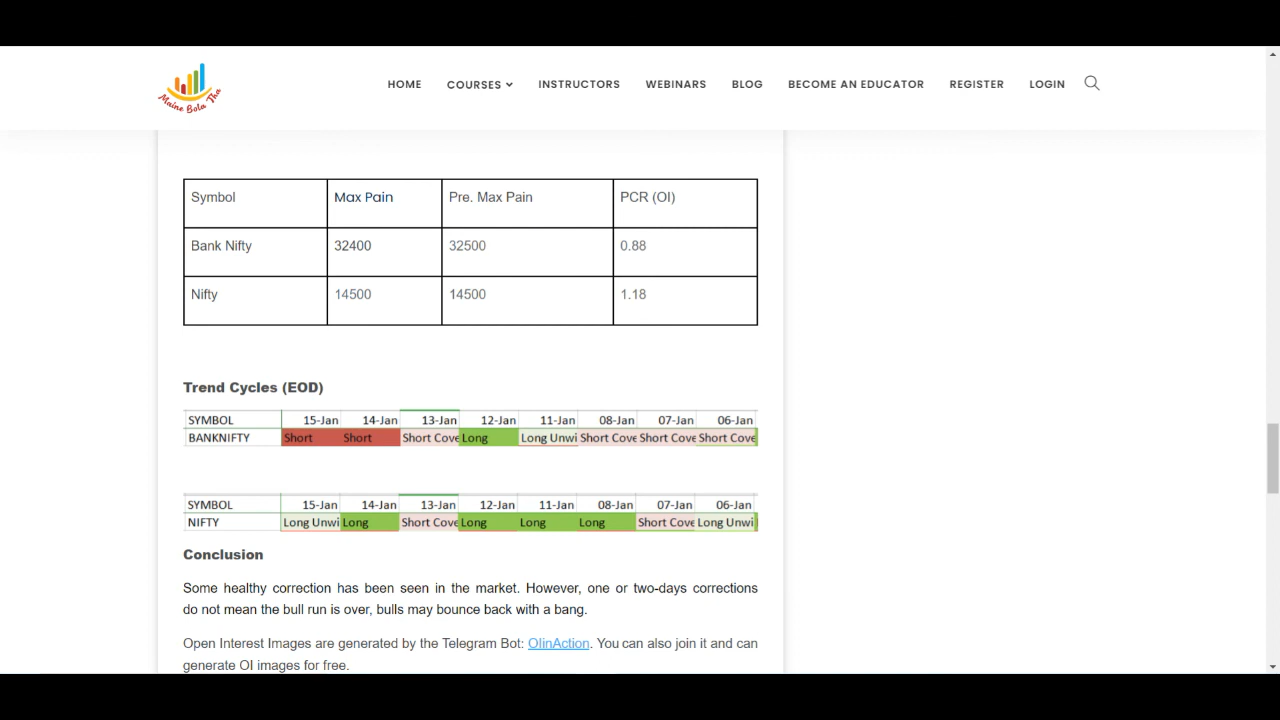 Maine Bola Tha
HOME COURSES INSTRUCTORS WEBINARS BLOG BECOME AN EDUCATOR REGISTER LOGIN
Symbol Max Pain Pre. Max Pain PCR (OI)
Bank Nifty 32400 32500 0.88
Nifty 14500 14500 1.18
Trend Cycles (EOD)
SYMBOL 15-Jan 14-Jan 13-Jan 12-Jan 11-Jan 08-Jan 07-Jan 06-Jan
BANKNIFTY Short Short Short Cove Long Long Unwi Short Cove Short Cove Short Cove
SYMBOL 15-Jan 14-Jan 13-Jan 12-Jan 11-Jan 08-Jan 07-Jan 06-Jan
NIFTY Long Unwi Long Short Cove Long Long Long Short Cove Long Unwi
Conclusion
Some healthy correction has been seen in the market. However, one or two-days corrections
do not mean the bull run is over, bulls may bounce back with a bang.
Open Interest Images are generated by the Telegram Bot: OIinAction. You can also join it and can
generate OI images for free.